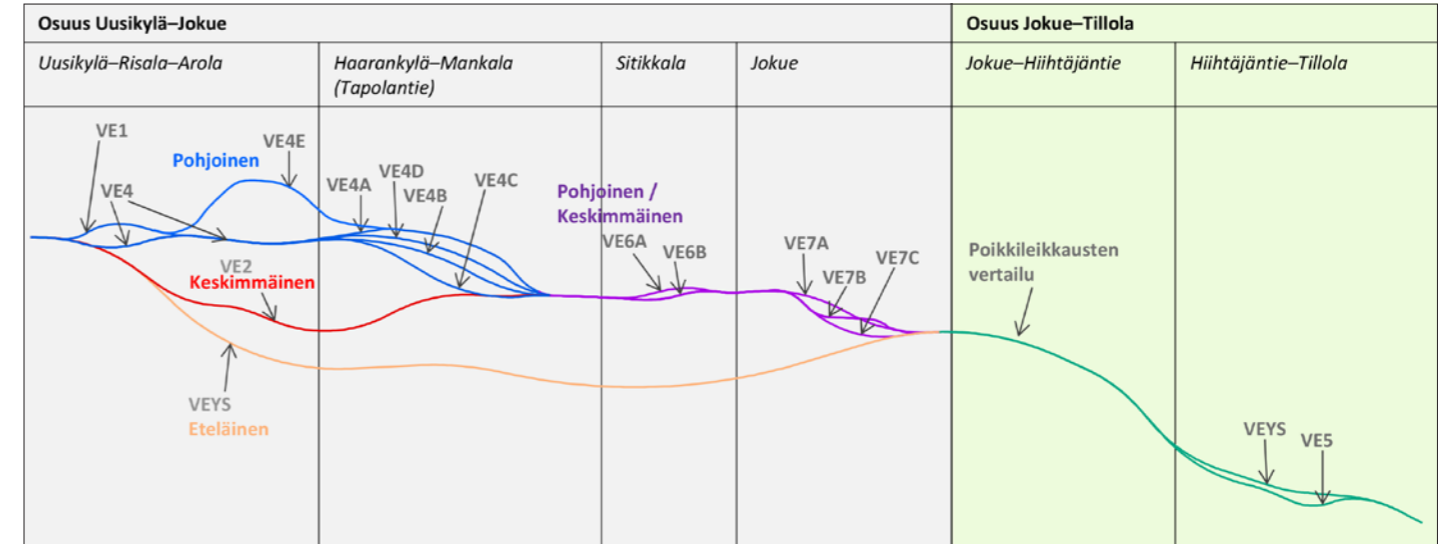 Osuus Uusikylä–Jokue
Osuus Jokue–Tillola
Uusikylä–Risala–Arola
Haarankylä–Mankala
(Tapolantie)
Sitikkala
Jokue
Jokue–Hiihtäjäntie
Hiihtäjäntie–Tillola
VE1
VE4E
Pohjoinen
VE4
VE4A
VE4D
VE4B
VE4C
Pohjoinen /
Keskimmäinen
VE6A
VE6B
VE7A
VE7B
VE7C
VE2
Keskimmäinen
VEYS
Eteläinen
Poikkileikkausten
vertailu
VEYS
VE5